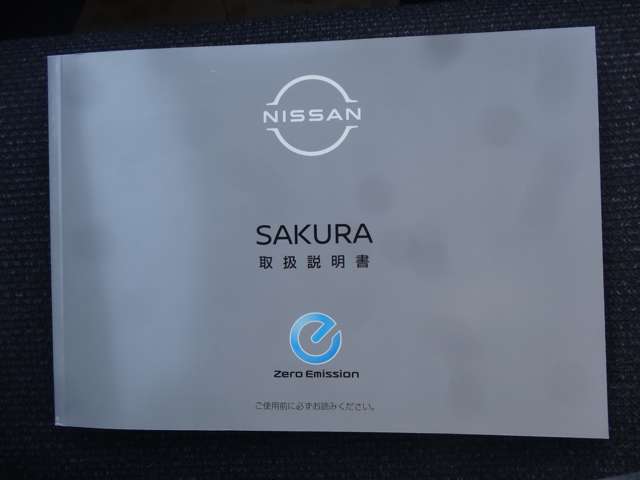 NISSAN
SAKURA
取扱説明書
Zero Emission
ご使用前に必ずお読みください。